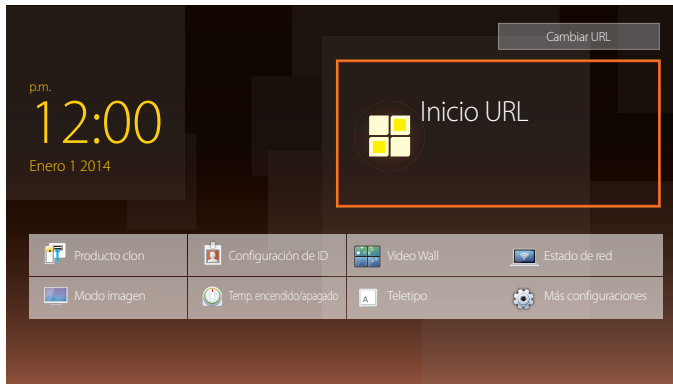 Cambiar URL
p.m.
12:00
Enero 1 2014
Inicio URL
Producto clon
Configuración de ID
Video Wall
Estado de red
Modo imagen
Temp. encendido/apagado
A
Teletipo
Más configuraciones